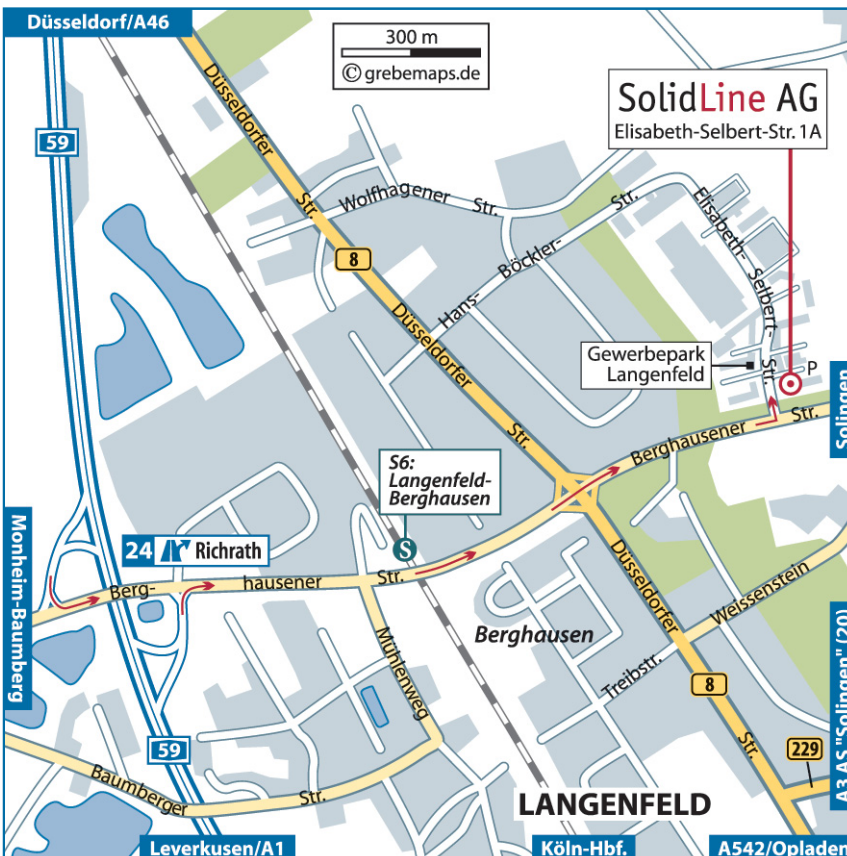 Düsseldorf/A46
300 m
© grebemaps.de
SolidLine AG
Elisabeth-Selbert-Str. 1A
59
Düsseldorfer
Str.
Wolfhagener Str.
8
Hans- Böckler- Str.
Elisabeth- Selbert- Str.
Düsseldorfer
Str.
Gewerbepark
Langenfeld
P
Solingen
Berghausener Str.
S6:
Langenfeld-
Berghausen
S
24 Richrath
Monheim-Baumberg
Berg- hausener Str.
Düsseldorfer
Str.
Weissenstein
Treibstr.
Berghausen
Mühlenweg
8
59
229
A3 AS "Solingen" (20)
Baumberger Str.
LANGENFELD
Leverkusen/A1
Köln-Hbf.
A542/Opladen